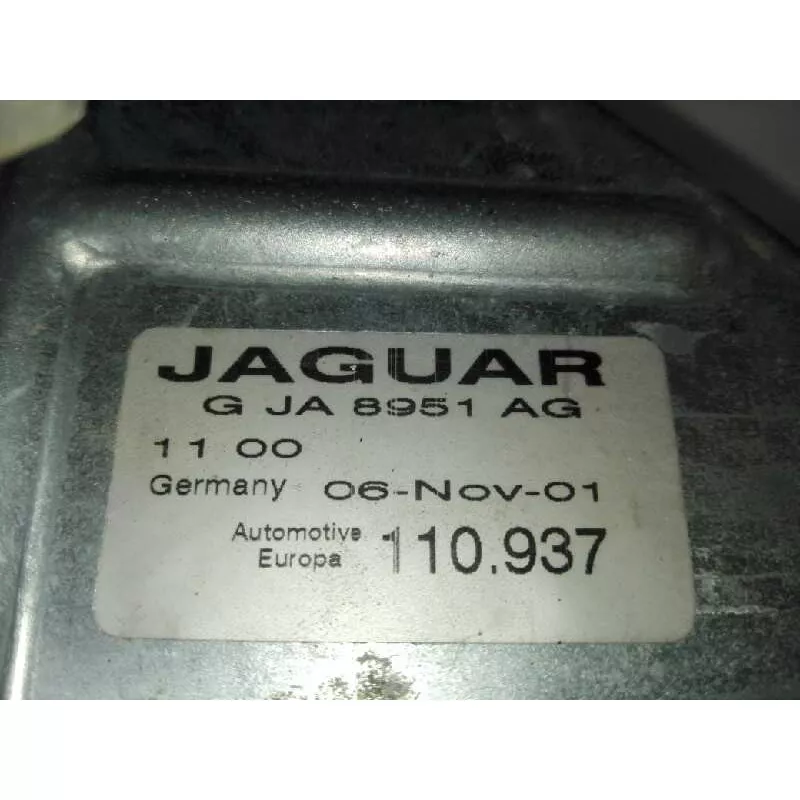 JAGUAR
G JA 8951 AG
11 00
Germany 06-Nov-01
Automotive
Europa 110.937